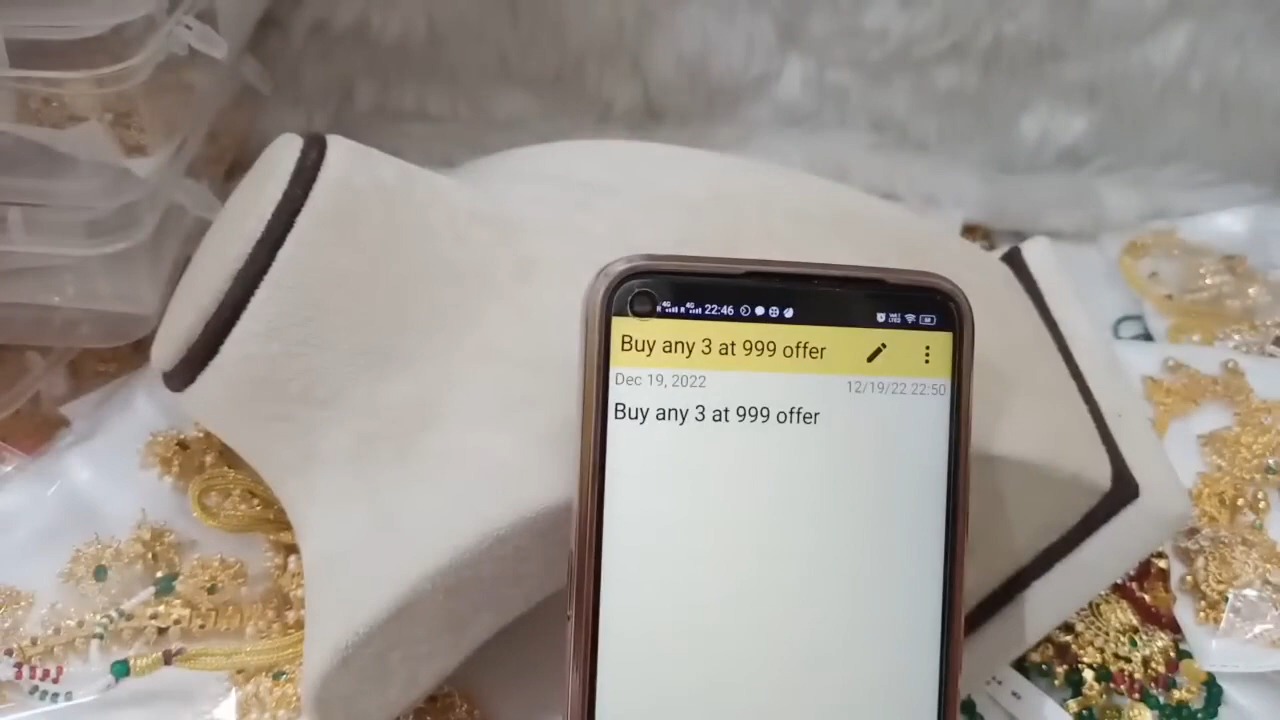 22:46
Buy any 3 at 999 offer
Dec 19, 2022 12/19/22 22:50
Buy any 3 at 999 offer